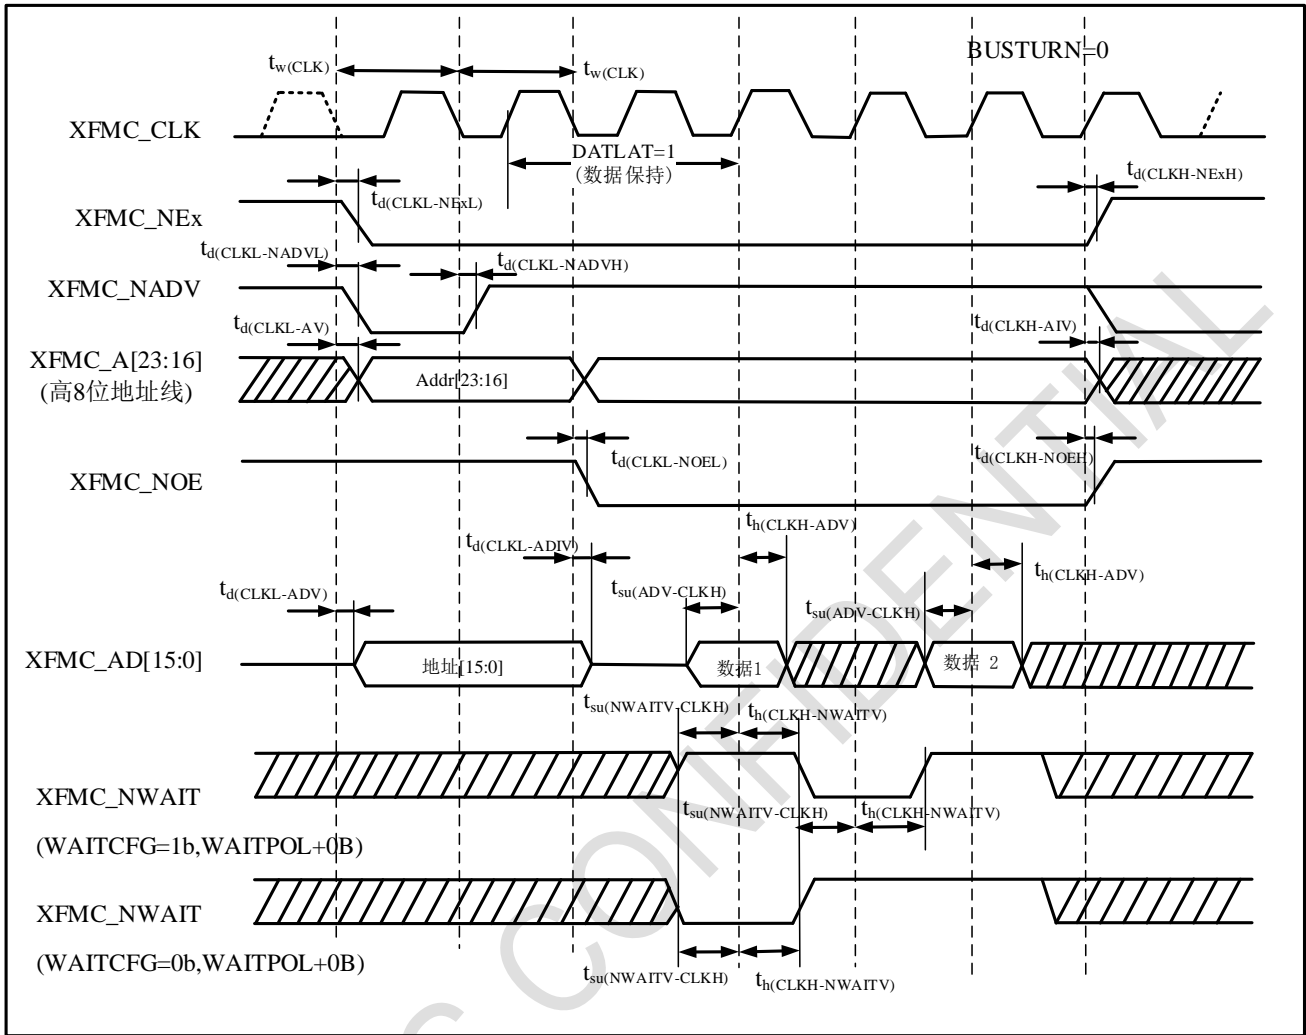 BUSTURN=0
tw(CLK)
tw(CLK)
XFMC_CLK
DATLAT=1
(数据保持)
td(CLKL-NExL)
td(CLKH-NExH)
XFMC_NEx
td(CLKL-NADVL)
td(CLKL-NADVH)
XFMC_NADV
td(CLKL-AV)
td(CLKH-AIV)
XFMC_A[23:16]
(高8位地址线)
Addr[23:16]
td(CLKL-NOEL)
td(CLKH-NOEH)
XFMC_NOE
th(CLKH-ADV)
td(CLKL-ADIV)
td(CLKL-ADV)
tsu(ADV-CLKH)
tsu(ADV-CLKH)
th(CLKH-ADV)
XFMC_AD[15:0]
地址[15:0]
数据1
数据 2
tsu(NWAITV-CLKH)
th(CLKH-NWAITV)
XFMC_NWAIT
(WAITCFG=1b,WAITPOL+0B)
tsu(NWAITV-CLKH)
th(CLKH-NWAITV)
XFMC_NWAIT
(WAITCFG=0b,WAITPOL+0B)
tsu(NWAITV-CLKH)
th(CLKH-NWAITV)
CONFIDENTIAL